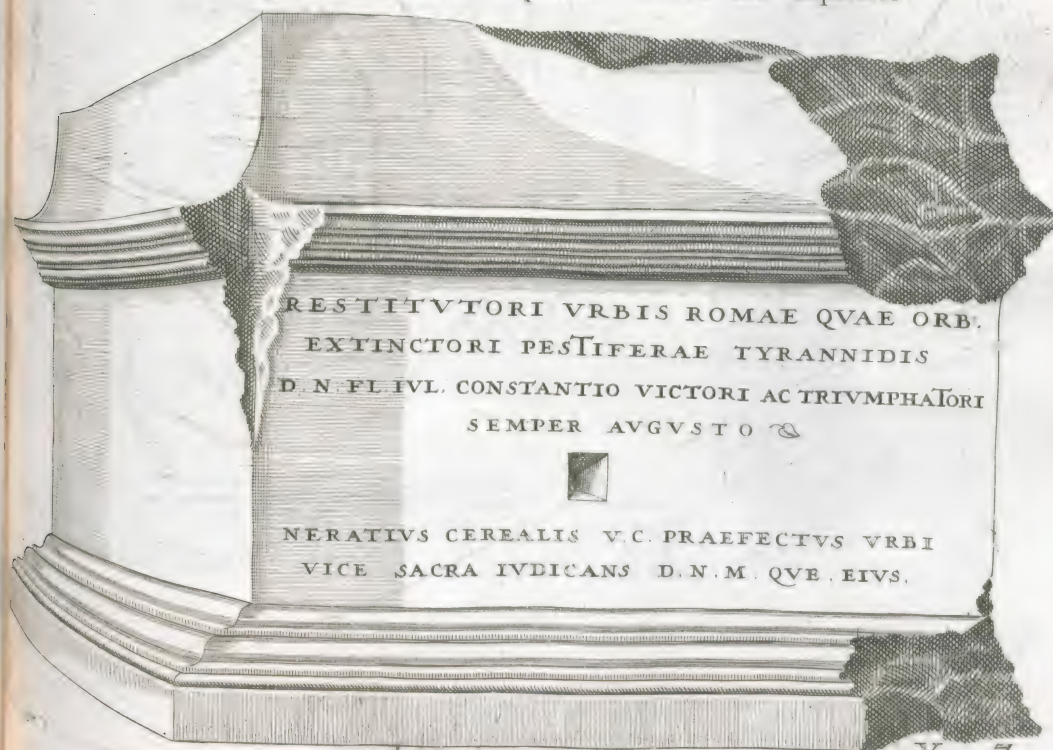 RESTITVTORI VRBIS ROMAE QVAE ORB.
EXTINCTORI PESTIFERAE TYRANNIDIS
D. N. FL. IVL. CONSTANTIO VICTORI AC TRIVMPHATORI
SEMPER AVGVSTO
NERATIVS CEREALIS V.C. PRAEFECTVS VRBI
VICE SACRA IVDICANS D. N. M. QVE. EIVS.